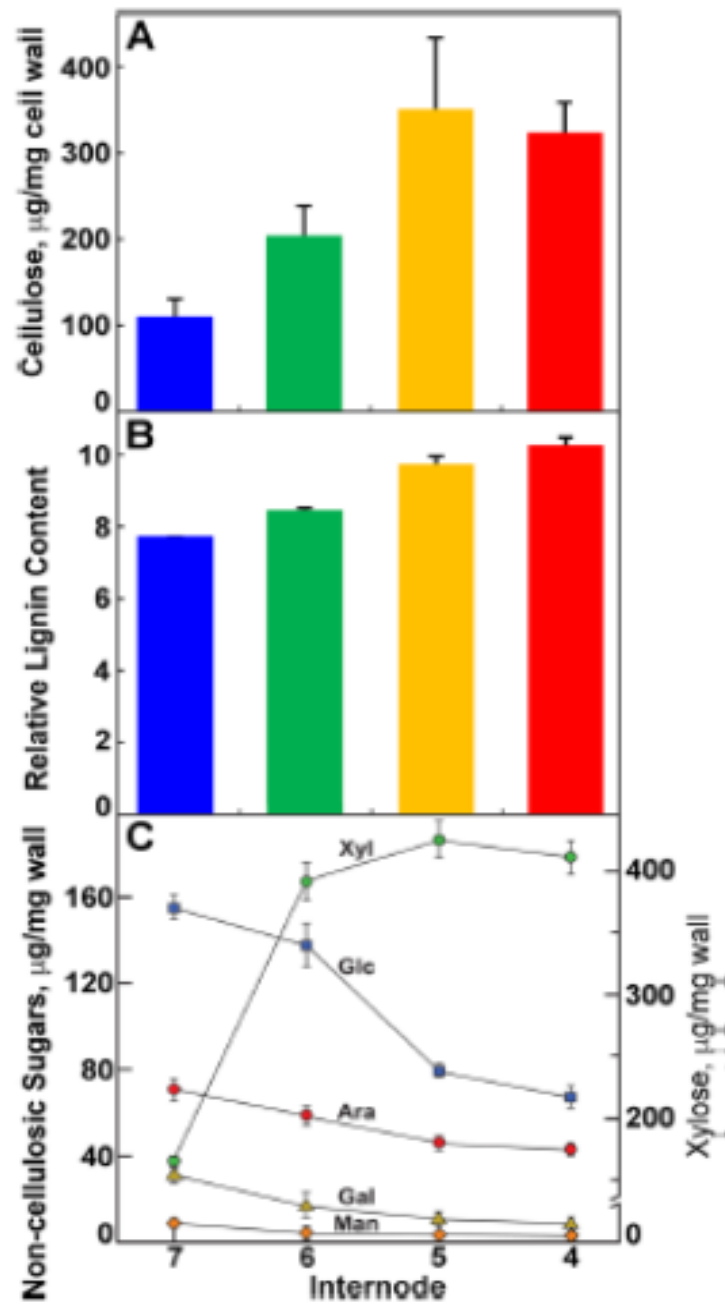 A
Cellulose, µg/mg cell wall
400
300
200
100
0
B
Relative Lignin Content
10
8
6
4
2
0
C
Non-cellulosic Sugars, µg/mg wall
160
120
80
40
0
Xyl
Glc
Ara
Gal
Man
400
300
200
0
Xylose, µg/mg wall
7 6 5 4
Internode